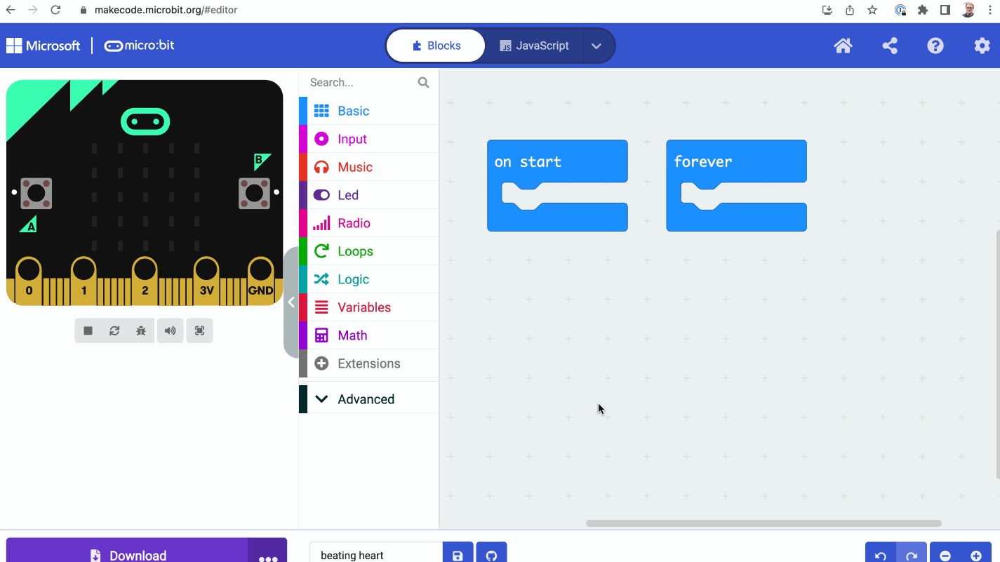 makecode.microbit.org/#editor
Microsoft
micro:bit
Blocks
JS
JavaScript
B
A
0
1
2
3V
GND
Search...
Basic
Input
Music
Led
Radio
Loops
Logic
Variables
Math
Extensions
Advanced
on start
forever
Download
beating heart